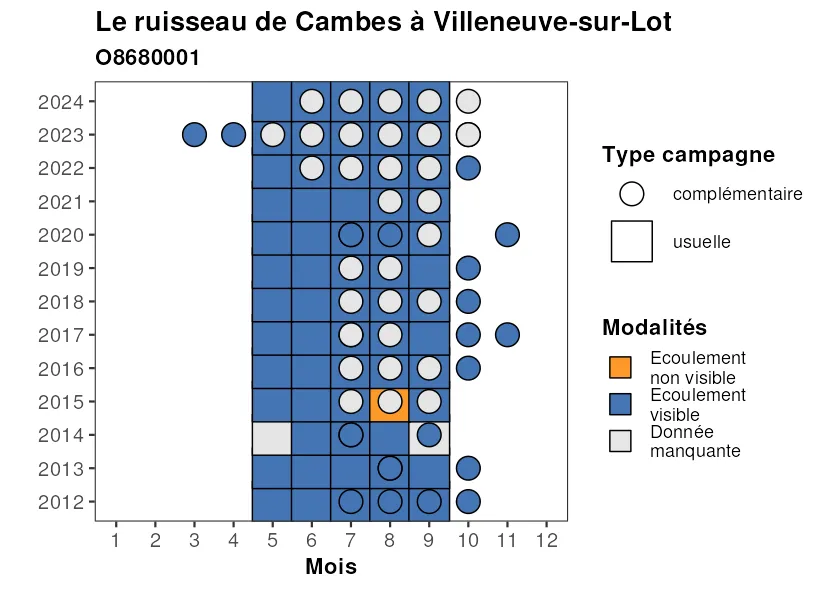 Le ruisseau de Cambes à Villeneuve-sur-Lot
O8680001
2024
2023
2022
2021
2020
2019
2018
2017
2016
2015
2014
2013
2012
1 2 3 4 5 6 7 8 9 10 11 12
Mois
Type campagne
complémentaire
usuelle
Modalités
Ecoulement
non visible
Ecoulement
visible
Donnée
manquante